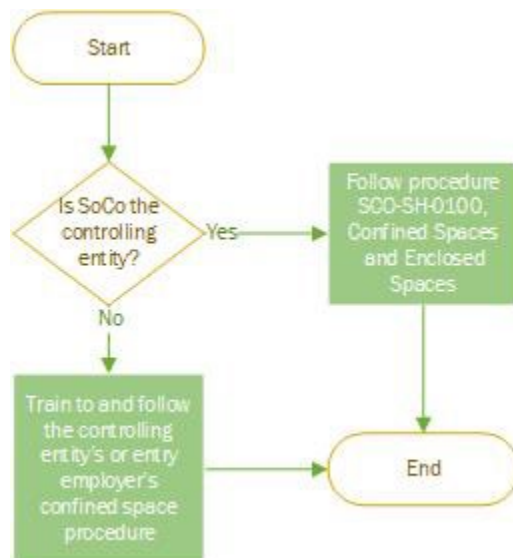 Start
Is SoCo the
controlling
entity?
Yes
Follow procedure
SCO-SH-0100,
Confined Spaces
and Enclosed
Spaces
No
Train to and follow
the controlling
entity's or entry
employer's
confined space
procedure
End